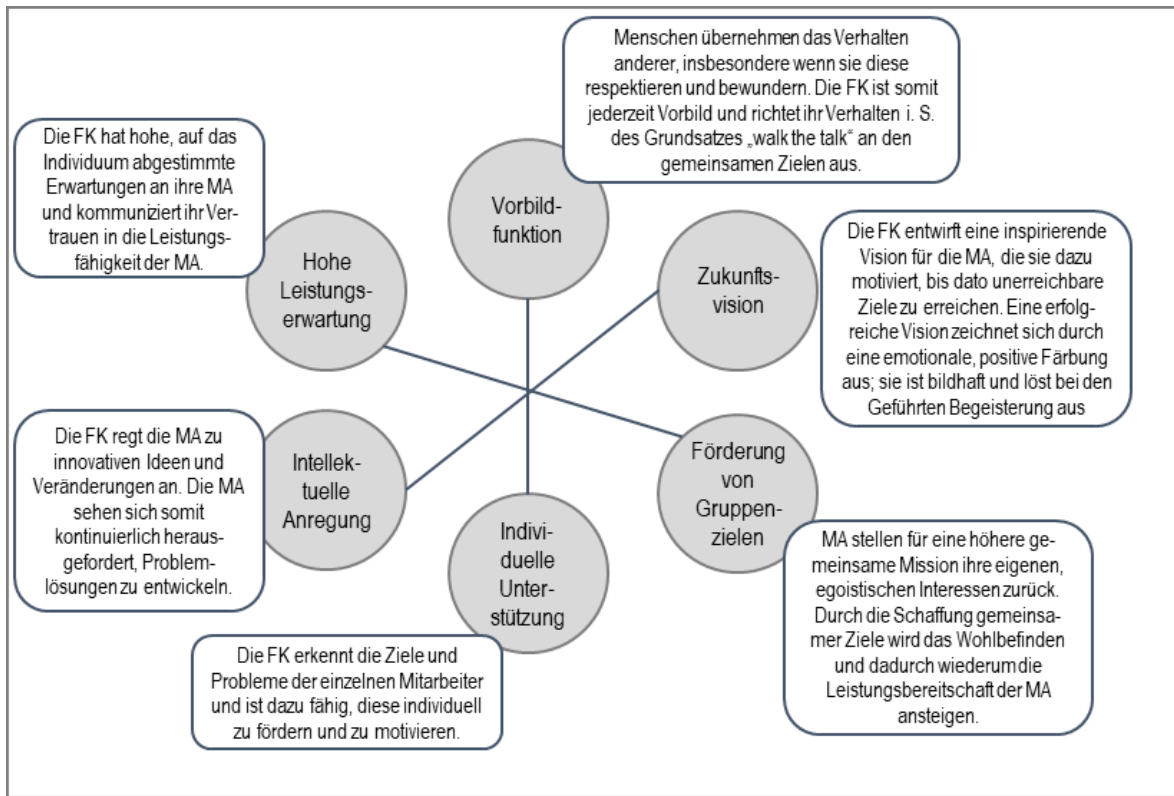 Menschen übernehmen das Verhalten
anderer, insbesondere wenn sie diese
respektieren und bewundern. Die FK ist somit
jederzeit Vorbild und richtet ihr Verhalten i. S.
des Grundsatzes „walk the talk“ an den
gemeinsamen Zielen aus.
Vorbild-
funktion
Die FK hat hohe, auf das
Individuum abgestimmte
Erwartungen an ihre MA
und kommuniziert ihr Ver-
trauen in die Leistungs-
fähigkeit der MA.
Hohe
Leistungs-
erwartung
Zukunfts-
vision
Die FK entwirft eine inspirierende
Vision für die MA, die sie dazu
motiviert, bis dato unerreichbare
Ziele zu erreichen. Eine erfolg-
reiche Vision zeichnet sich durch
eine emotionale, positive Färbung
aus; sie ist bildhaft und löst bei den
Geführten Begeisterung aus
Die FK regt die MA zu
innovativen Ideen und
Veränderungen an. Die MA
sehen sich somit
kontinuierlich heraus-
gefordert, Problem-
lösungen zu entwickeln.
Intellek-
tuelle
Anregung
Förderung
von
Gruppen-
zielen
MA stellen für eine höhere ge-
meinsame Mission ihre eigenen,
egoistischen Interessen zurück.
Durch die Schaffung gemeinsa-
mer Ziele wird das Wohlbefinden
und dadurch wiederum die
Leistungsbereitschaft der MA
ansteigen.
Indivi-
duelle
Unter-
stützung
Die FK erkennt die Ziele und
Probleme der einzelnen Mitarbeiter
und ist dazu fähig, diese individuell
zu fördern und zu motivieren.